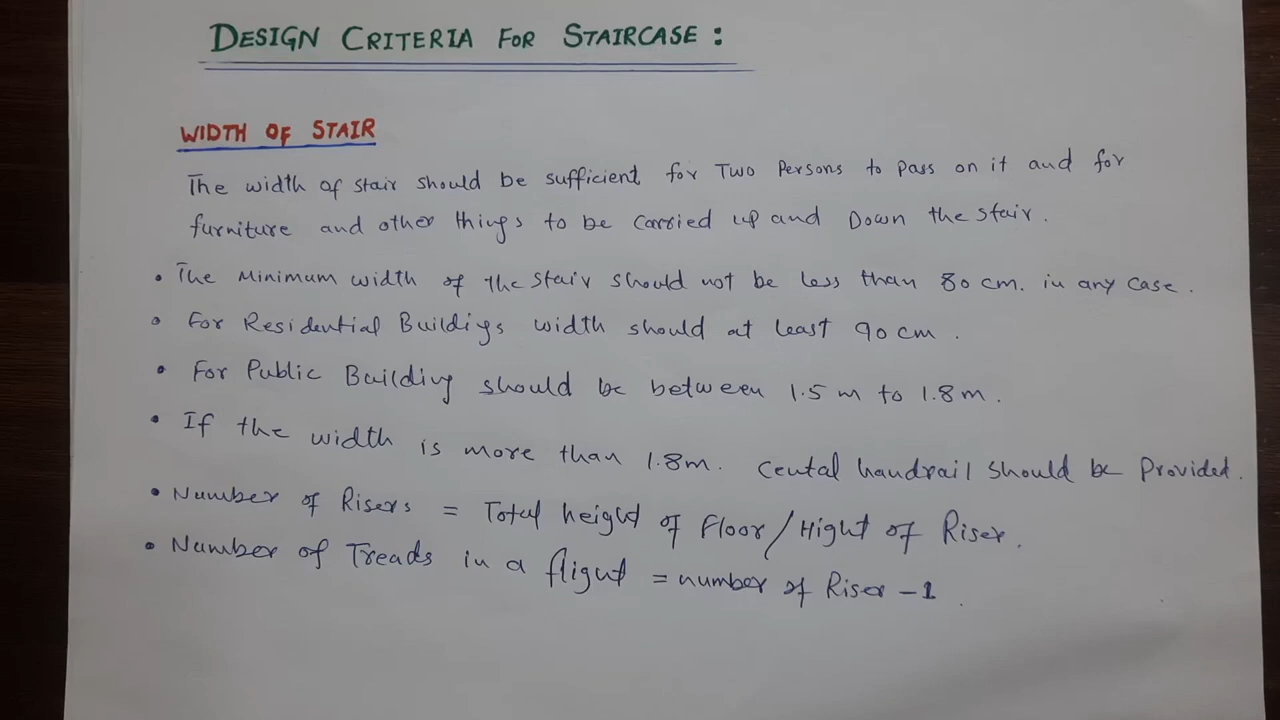 DESIGN CRITERIA FOR STAIRCASE :
WIDTH OF STAIR
The width of stair should be sufficient for Two Persons to pass on it and for
furniture and other things to be carried up and Down the stair.
• The Minimum width of the stair should not be less than 80 cm. in any case.
• For Residential Buildigs width should at least 90 cm.
• For Public Building should be between 1.5 m to 1.8 m.
• If the width is more than 1.8 m. Cental handrail should be Provided.
• Number of Risers = Total height of Floor/Hight of Riser.
• Number of Treads in a flight = number of Riser - 1.